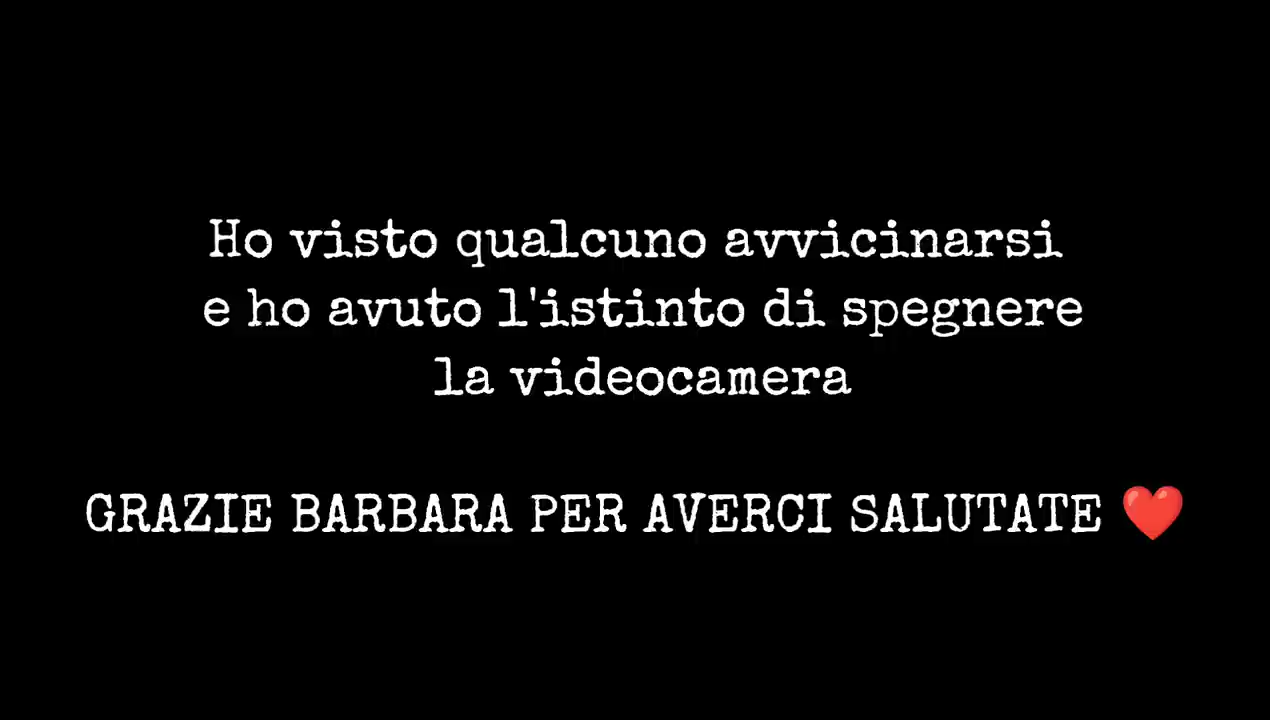 Ho visto qualcuno avvicinarsi
e ho avuto l'istinto di spegnere
la videocamera
GRAZIE BARBARA PER AVERCI SALUTATE ❤️